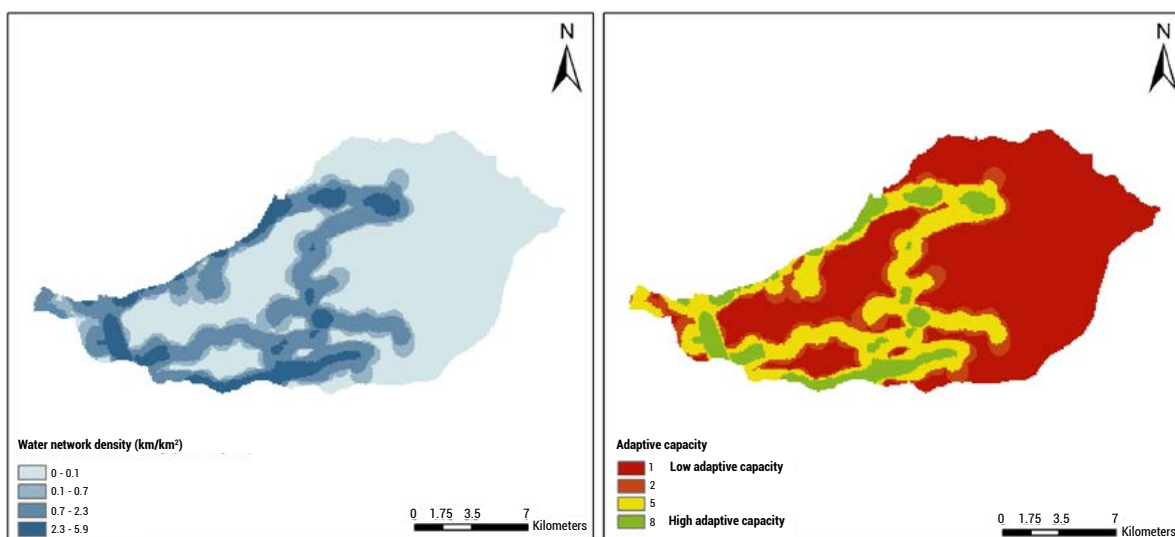 N
Water network density (km/km²)
0 - 0.1
0.1 - 0.7
0.7 - 2.3
2.3 - 5.9
0 1.75 3.5 7
Kilometers
N
Adaptive capacity
1 Low adaptive capacity
2
5
8 High adaptive capacity
0 1.75 3.5 7
Kilometers